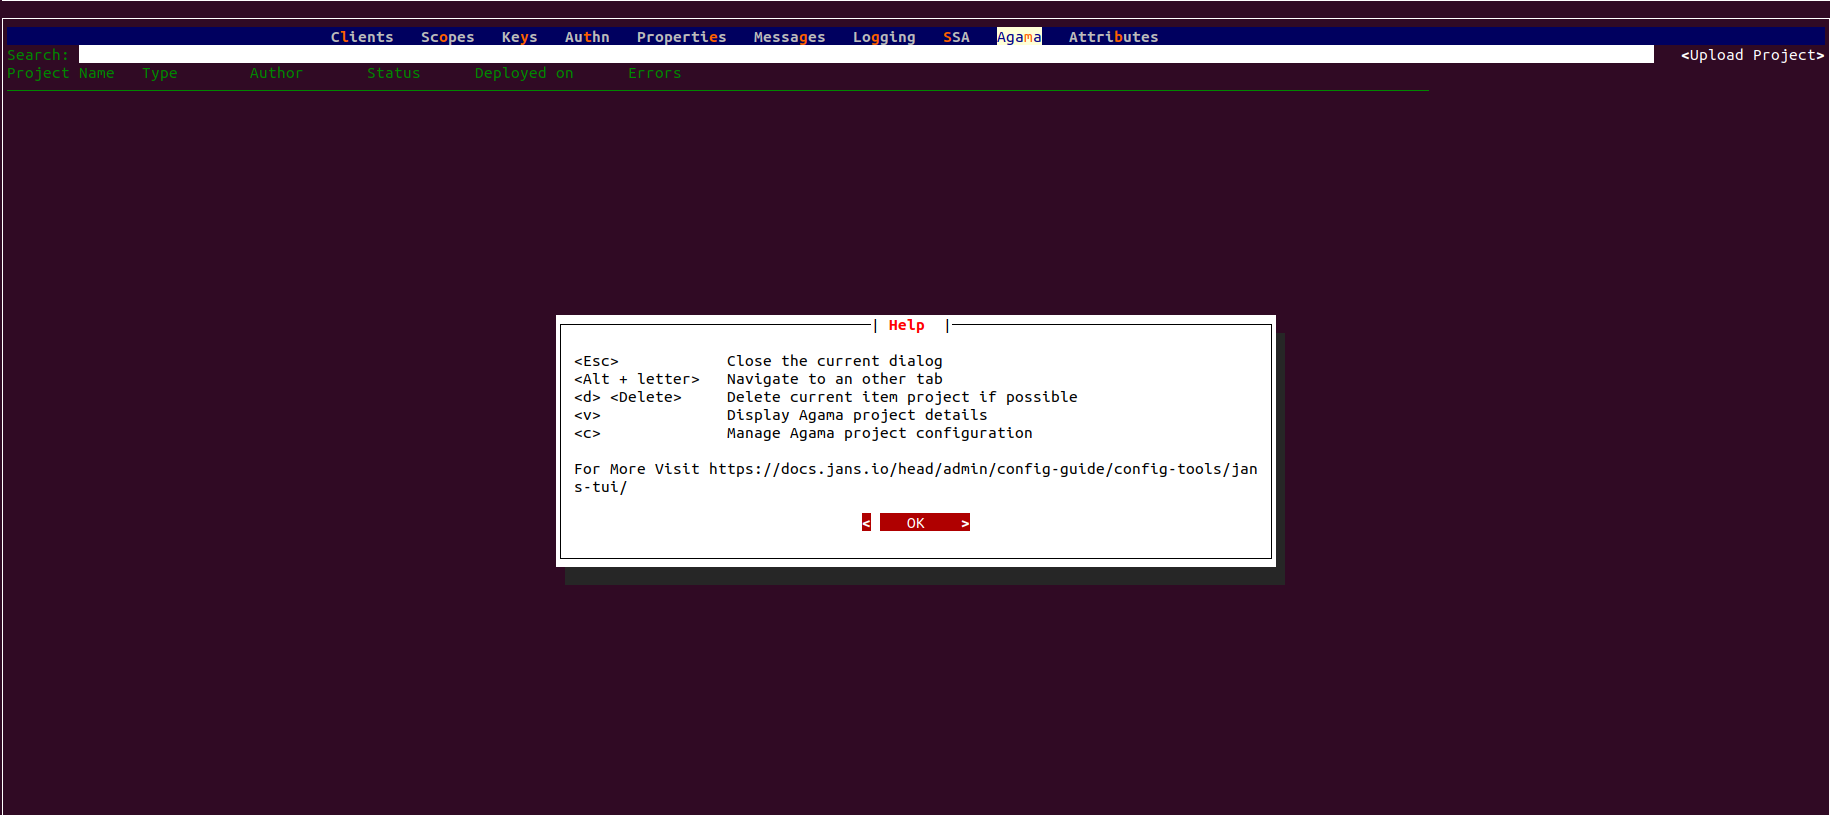 Clients Scopes Keys Authn Properties Messages Logging SSA Agama Attributes
Search: <Upload Project>
Project Name Type Author Status Deployed on Errors
| Help |
<Esc> Close the current dialog
<Alt + letter> Navigate to an other tab
<d> <Delete> Delete current item project if possible
<v> Display Agama project details
<c> Manage Agama project configuration
For More Visit https://docs.jans.io/head/admin/config-guide/config-tools/jan
s-tui/
< OK >